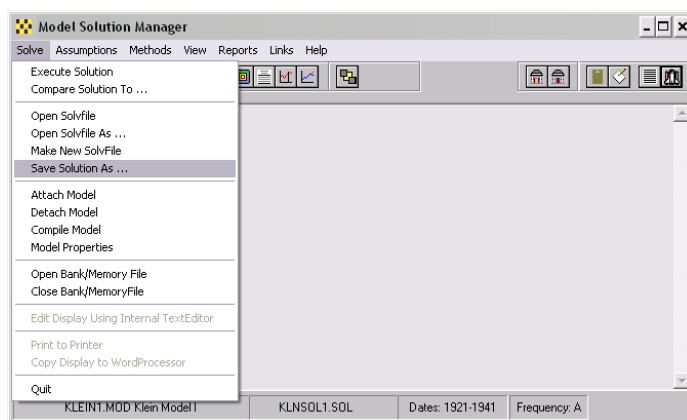 Model Solution Manager
Solve Assumptions Methods View Reports Links Help
Execute Solution
Compare Solution To ...
Open Solvfile
Open Solvfile As ...
Make New SolvFile
Save Solution As ...
Attach Model
Detach Model
Compile Model
Model Properties
Open Bank/Memory File
Close Bank/MemoryFile
Edit Display Using Internal TextEditor
Print to Printer
Copy Display to WordProcessor
Quit
KLEIN1.MOD Klein Model I KLNSOL1.SOL Dates: 1921-1941 Frequency: A